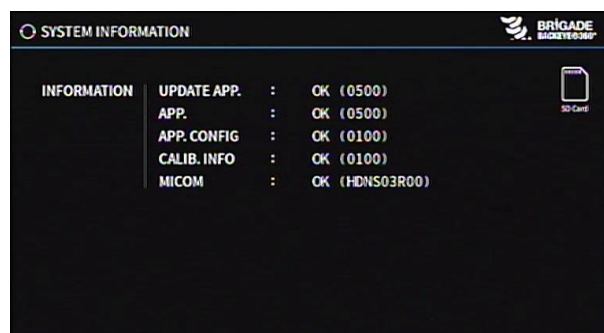 SYSTEM INFORMATION
BRIGADE
BACKEYE®360°
INFORMATION
UPDATE APP. : OK (0500)
APP. : OK (0500)
APP. CONFIG : OK (0100)
CALIB. INFO : OK (0100)
MICOM : OK (HDNS03R00)
SD Card